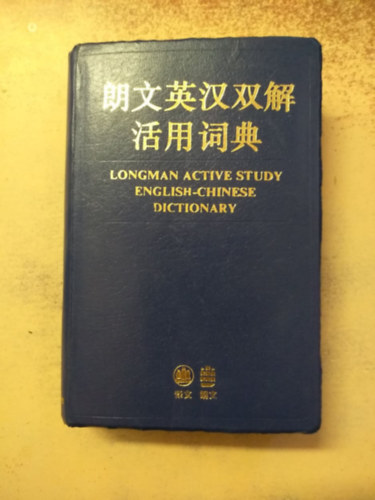 朗文英汉双解
活用词典
LONGMAN ACTIVE STUDY
ENGLISH-CHINESE
DICTIONARY